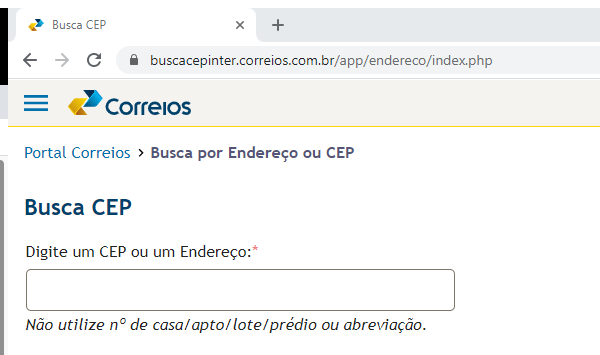 Busca CEP
buscacepinter.correios.com.br/app/endereco/index.php
Correios
Portal Correios > Busca por Endereço ou CEP
Busca CEP
Digite um CEP ou um Endereço:*
Não utilize nº de casa/apto/lote/prédio ou abreviação.